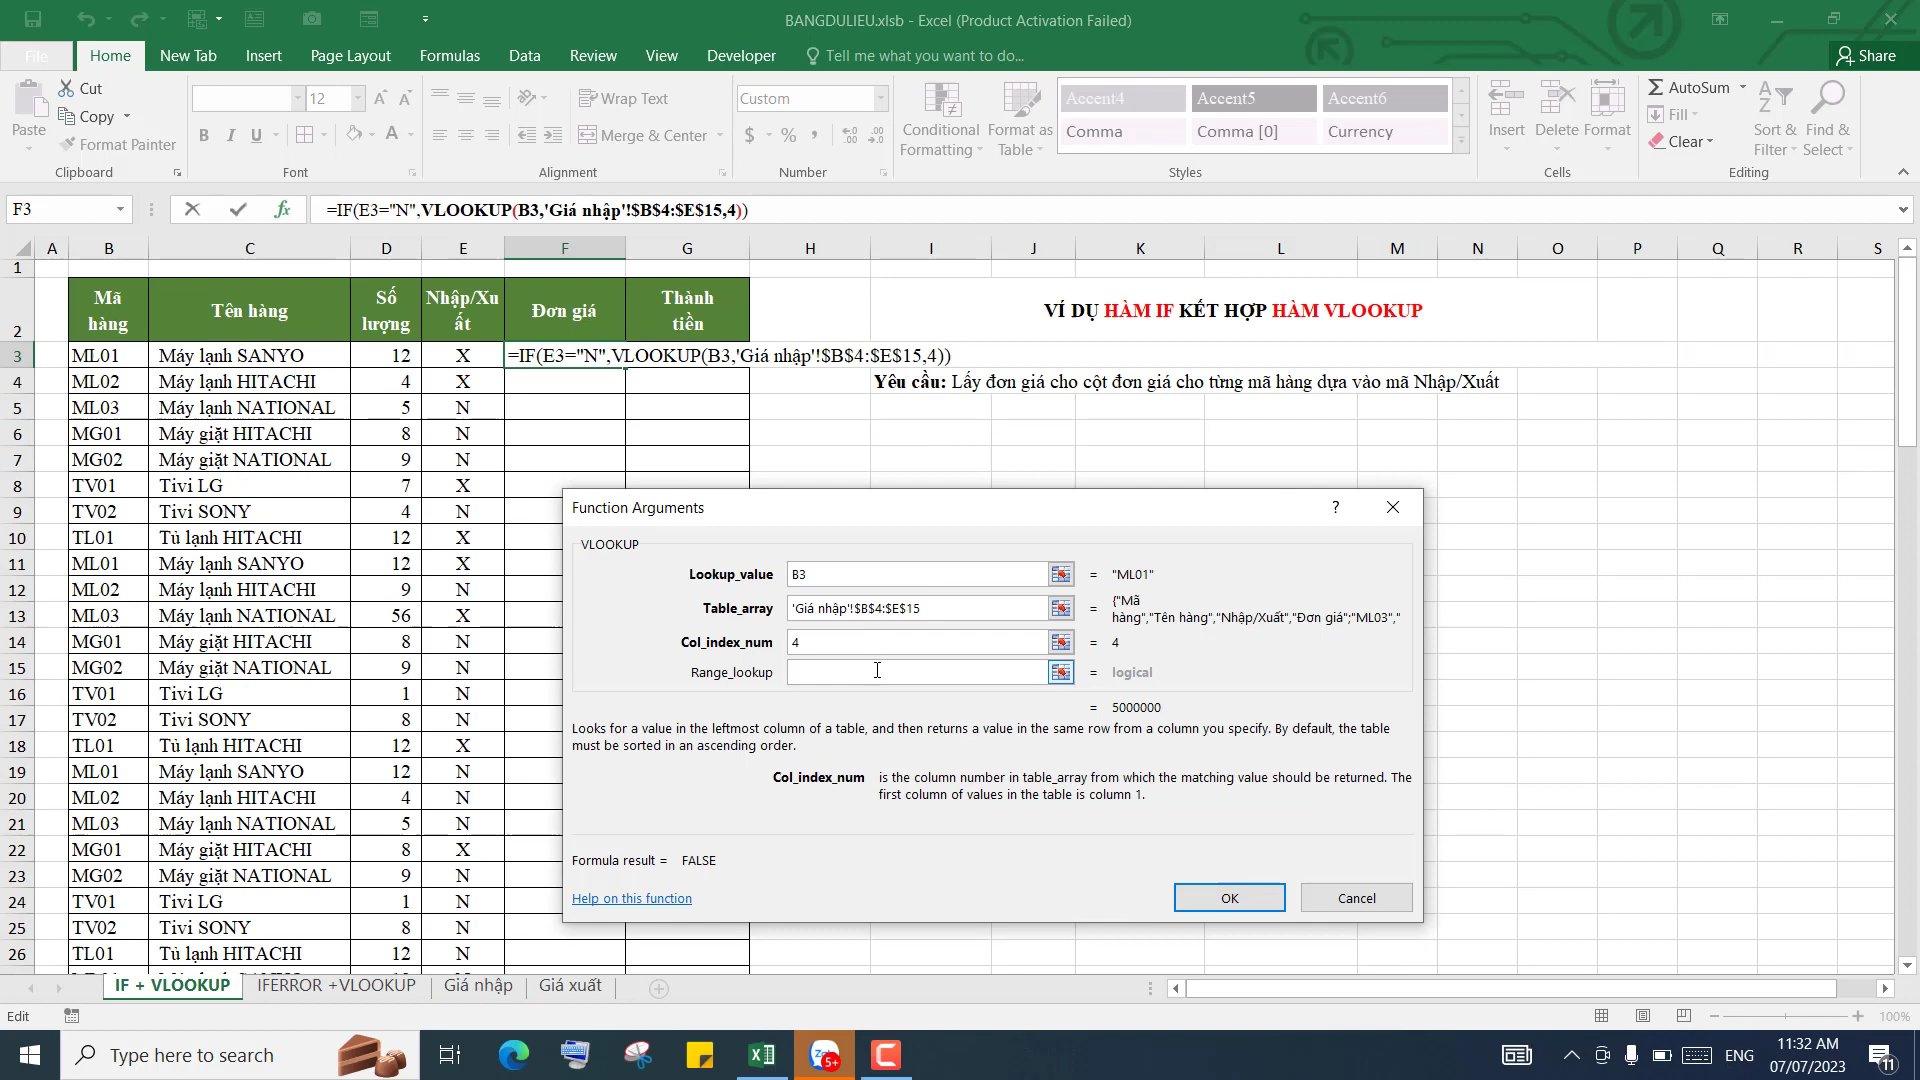 BANGDULIEU.xlsb - Excel (Product Activation Failed)
File Home New Tab Insert Page Layout Formulas Data Review View Developer Tell me what you want to do... Share
Paste Cut Copy Format Painter
Clipboard
12
Font
Wrap Text
Merge & Center
Alignment
Custom
$ % ,
Number
Conditional Formatting
Format as Table
Accent4 Accent5 Accent6
Comma Comma [0] Currency
Styles
Insert Delete Format
Cells
AutoSum
Fill
Clear
Sort & Filter
Find & Select
Editing
F3 fx =IF(E3="N",VLOOKUP(B3,'Giá nhập'!$B$4:$E$15,4))
A B C D E F G H I J K L M N O P Q R S
1
2 Mã hàng Tên hàng Số lượng Nhập/Xuất Đơn giá Thành tiền VÍ DỤ HÀM IF KẾT HỢP HÀM VLOOKUP
3 ML01 Máy lạnh SANYO 12 X =IF(E3="N",VLOOKUP(B3,'Giá nhập'!$B$4:$E$15,4))
4 ML02 Máy lạnh HITACHI 4 X Yêu cầu: Lấy đơn giá cho cột đơn giá cho từng mã hàng dựa vào mã Nhập/Xuất
5 ML03 Máy lạnh NATIONAL 5 N
6 MG01 Máy giặt HITACHI 8 N
7 MG02 Máy giặt NATIONAL 9 N
8 TV01 Tivi LG 7 X
9 TV02 Tivi SONY 4 N
10 TL01 Tủ lạnh HITACHI 12 X
11 ML01 Máy lạnh SANYO 12 X
12 ML02 Máy lạnh HITACHI 9 N
13 ML03 Máy lạnh NATIONAL 56 X
14 MG01 Máy giặt HITACHI 8 N
15 MG02 Máy giặt NATIONAL 9 N
16 TV01 Tivi LG 1 X
17 TV02 Tivi SONY 8 N
18 TL01 Tủ lạnh HITACHI 12 X
19 ML01 Máy lạnh SANYO 12 N
20 ML02 Máy lạnh HITACHI 4 N
21 ML03 Máy lạnh NATIONAL 5 N
22 MG01 Máy giặt HITACHI 8 X
23 MG02 Máy giặt NATIONAL 9 N
24 TV01 Tivi LG 1 N
25 TV02 Tivi SONY 8 N
26 TL01 Tủ lạnh HITACHI 12 N
Function Arguments ?
VLOOKUP
Lookup_value B3 = "ML01"
Table_array 'Giá nhập'!$B$4:$E$15 = {"Mã
hàng","Tên hàng","Nhập/Xuất","Đơn giá";"ML03","
Col_index_num 4 = 4
Range_lookup = logical
= 5000000
Looks for a value in the leftmost column of a table, and then returns a value in the same row from a column you specify. By default, the table
must be sorted in an ascending order.
Col_index_num is the column number in table_array from which the matching value should be returned. The
first column of values in the table is column 1.
Formula result = FALSE
Help on this function OK Cancel
IF + VLOOKUP IFERROR +VLOOKUP Giá nhập Giá xuất
Edit 100%
Type here to search 5+ ENG 11:32 AM
07/07/2023 11